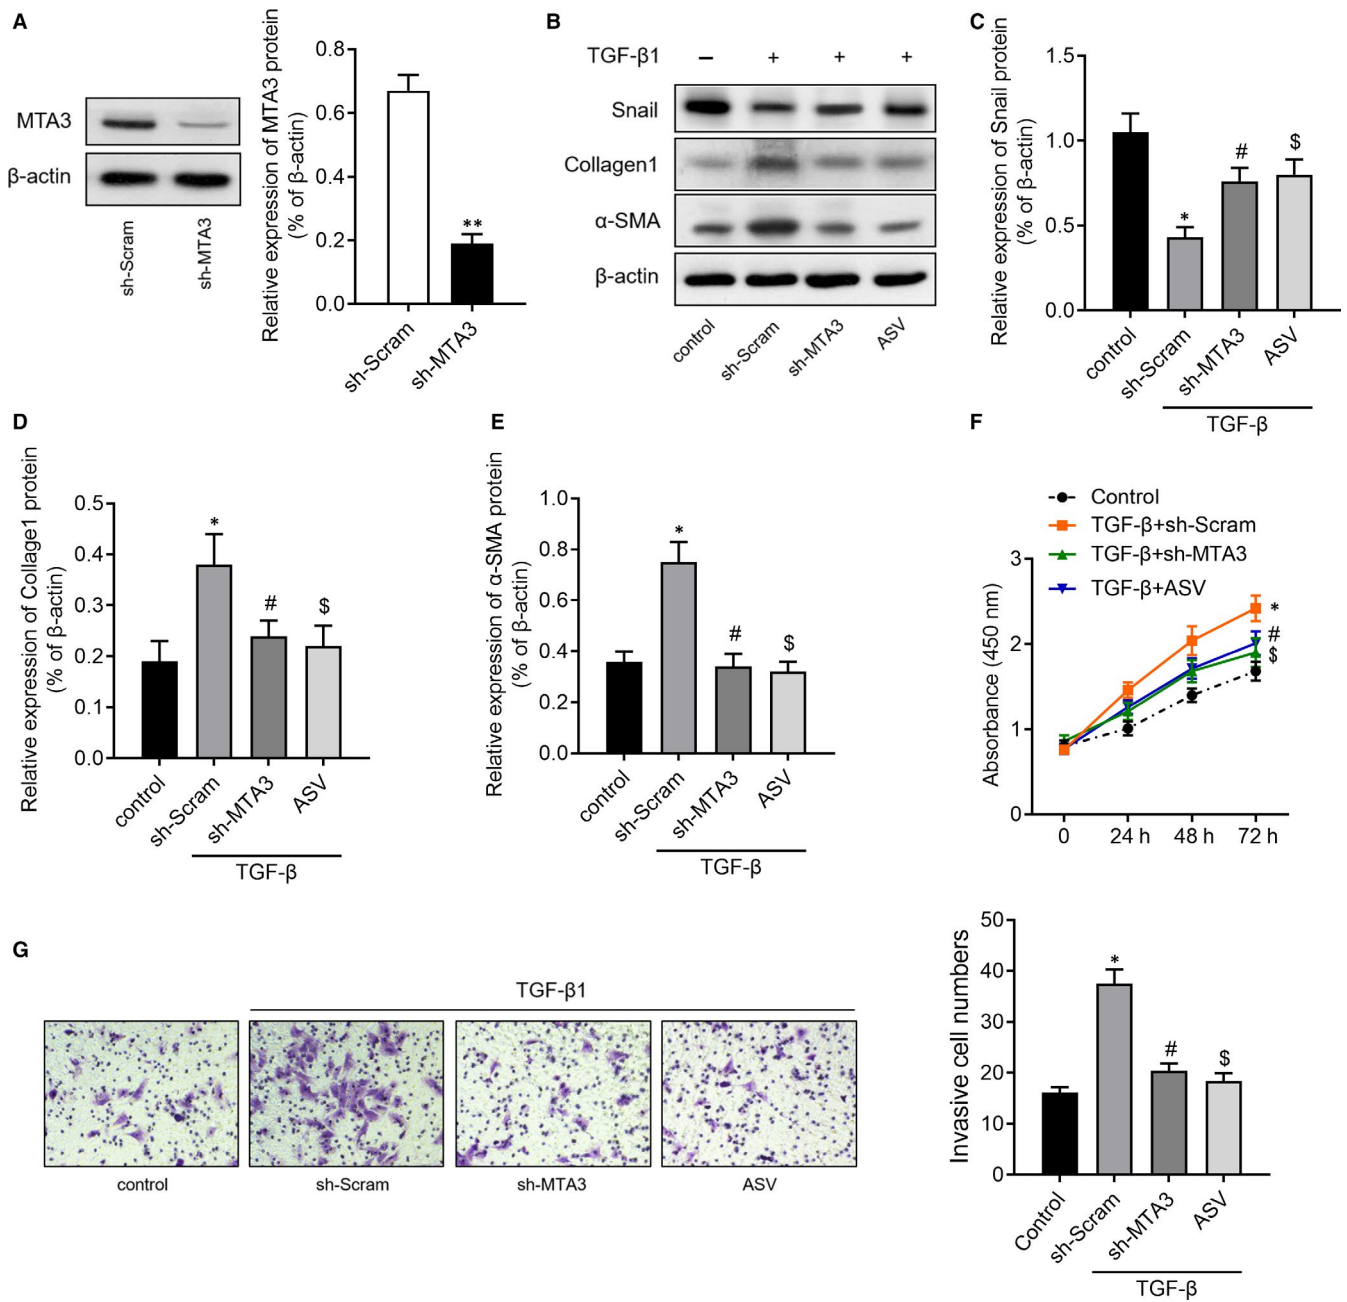 A
MTA3
β-actin
sh-Scram
sh-MTA3
Relative expression of MTA3 protein
(% of β-actin)
0.8
0.6
0.4
0.2
0.0
**
sh-Scram
sh-MTA3
B
TGF-β1 – + + +
Snail
Collagen1
α-SMA
β-actin
control
sh-Scram
sh-MTA3
ASV
C
Relative expression of Snail protein
(% of β-actin)
1.5
1.0
0.5
0.0
*
#
$
control
sh-Scram
sh-MTA3
ASV
TGF-β
D
Relative expression of Collage1 protein
(% of β-actin)
0.5
0.4
0.3
0.2
0.1
0.0
*
#
$
control
sh-Scram
sh-MTA3
ASV
TGF-β
E
Relative expression of α-SMA protein
(% of β-actin)
1.0
0.8
0.6
0.4
0.2
0.0
*
#
$
control
sh-Scram
sh-MTA3
ASV
TGF-β
F
Control
TGF-β+sh-Scram
TGF-β+sh-MTA3
TGF-β+ASV
Absorbance (450 nm)
3
2
1
0
*
#
$
0 24 h 48 h 72 h
G
TGF-β1
control sh-Scram sh-MTA3 ASV
Invasive cell numbers
50
40
30
20
10
0
*
#
$
Control
sh-Scram
sh-MTA3
ASV
TGF-β